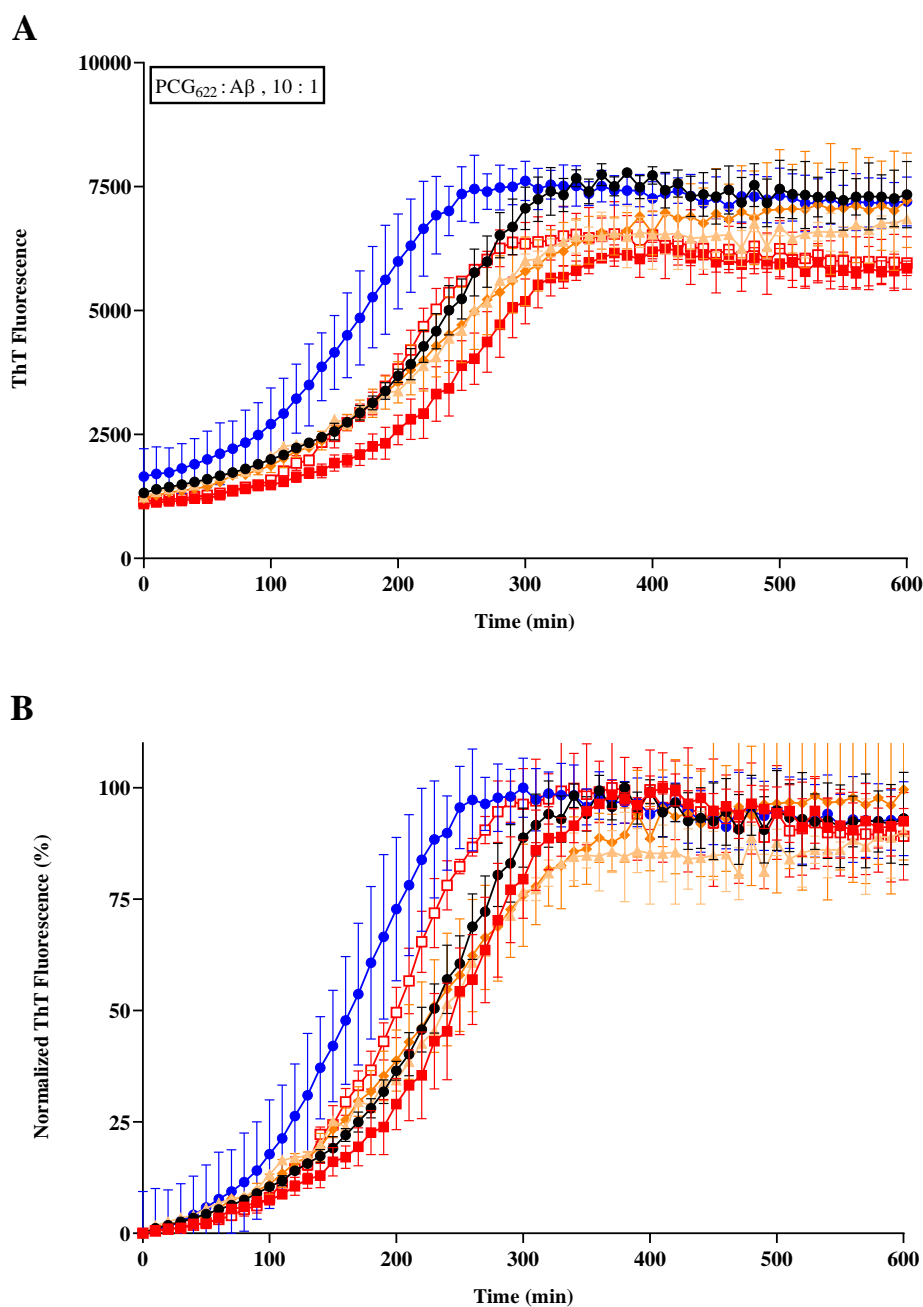 A
10000
PCG₆₂₂ : Aβ , 10 : 1
7500
ThT Fluorescence
5000
2500
0
0 100 200 300 400 500 600
Time (min)
B
100
75
Normalized ThT Fluorescence (%)
50
25
0
0 100 200 300 400 500 600
Time (min)